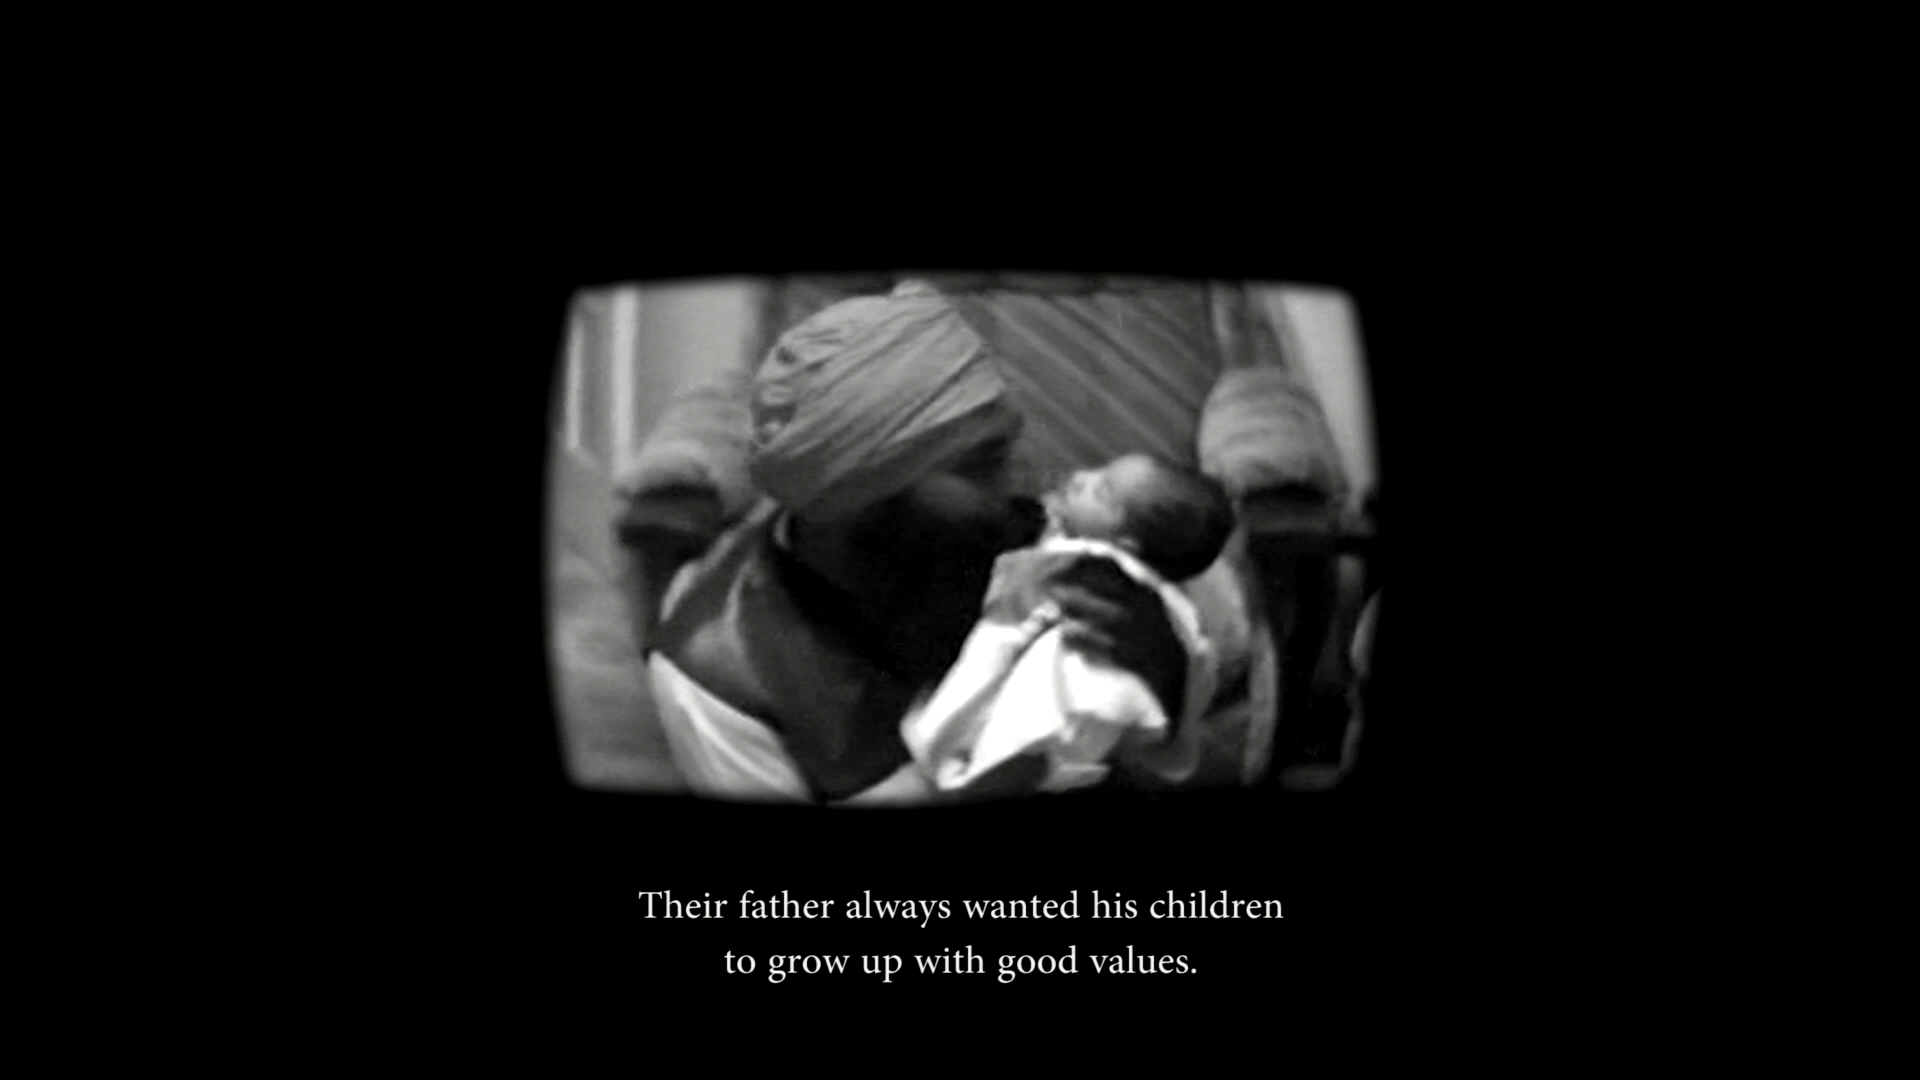 Their father always wanted his children
to grow up with good values.